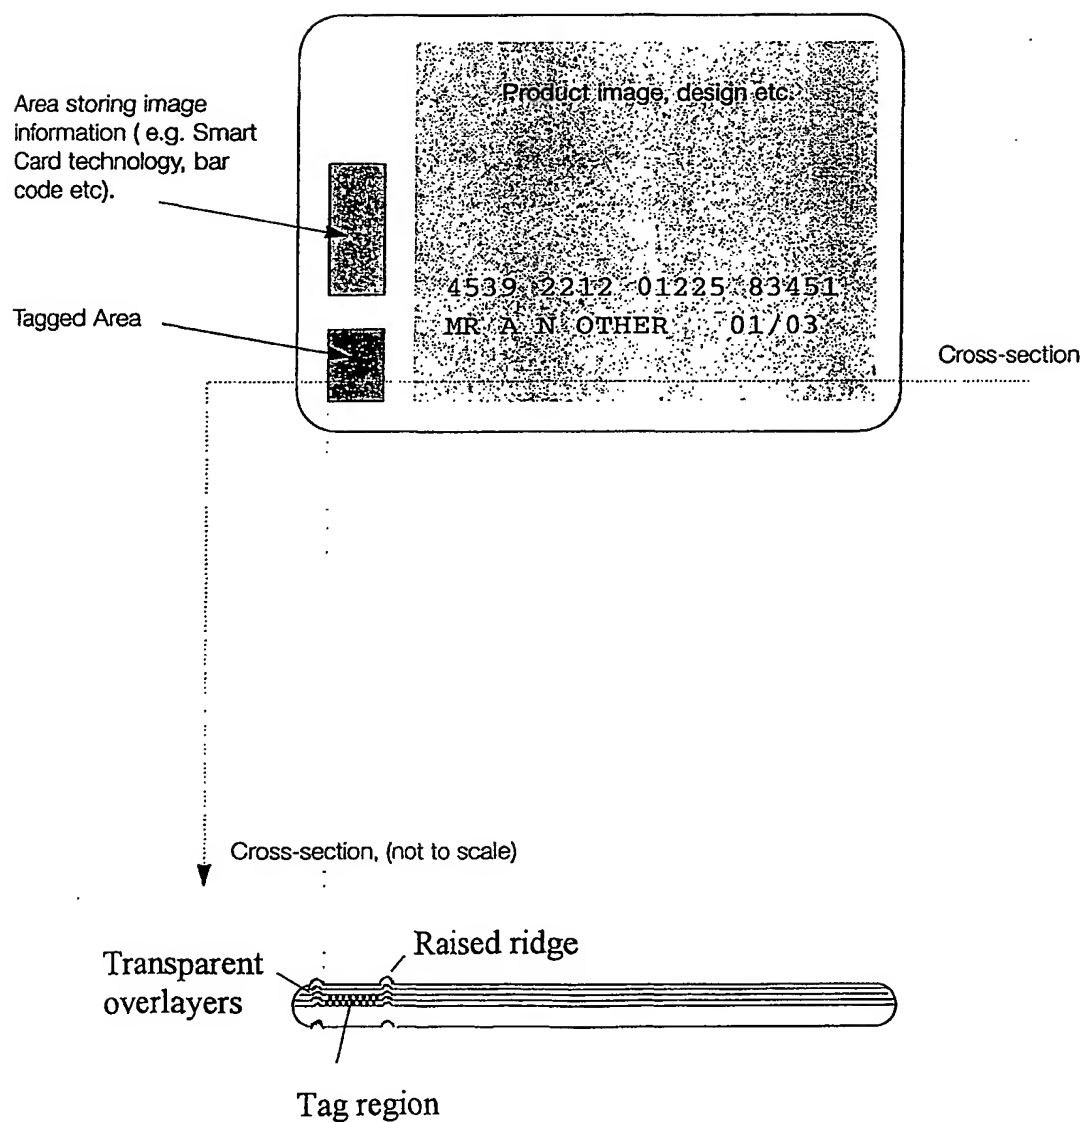 Product image, design etc.
Area storing image
information ( e.g. Smart
Card technology, bar
code etc).
4539 2212 01225 83451
MR A N OTHER 01/03
Tagged Area
Cross-section
Cross-section, (not to scale)
Raised ridge
Transparent
overlayers
Tag region